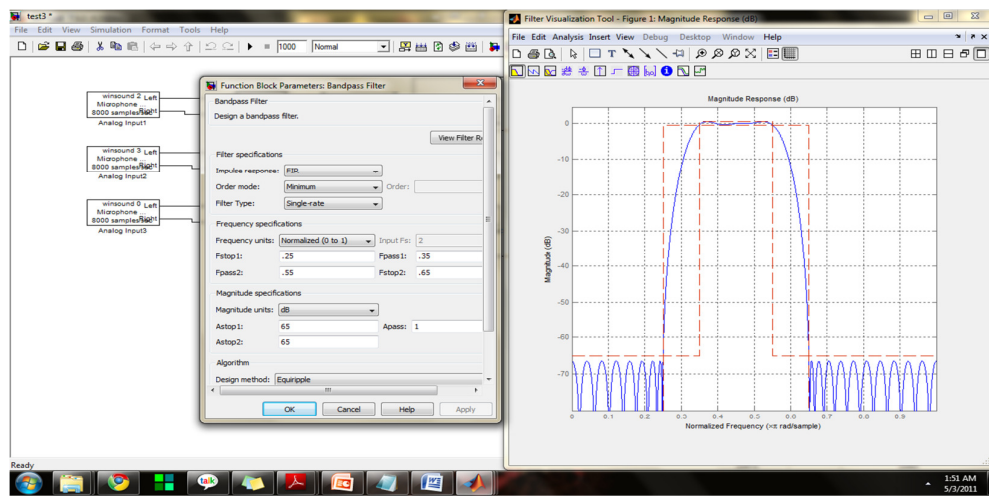 test3 *
File Edit View Simulation Format Tools Help
1000 Normal
winsound 2 Left
Microphone ...
8000 samples/sec Right
Analog Input1
winsound 3 Left
Microphone ...
8000 samples/sec Right
Analog Input2
winsound 0 Left
Microphone ...
8000 samples/sec Right
Analog Input3
Ready
Function Block Parameters: Bandpass Filter
Bandpass Filter
Design a bandpass filter.
View Filter R
Filter specifications
Impulse response: FIR
Order mode: Minimum Order:
Filter Type: Single-rate
Frequency specifications
Frequency units: Normalized (0 to 1) Input Fs: 2
Fstop1: .25 Fpass1: .35
Fpass2: .55 Fstop2: .65
Magnitude specifications
Magnitude units: dB
Astop1: 65 Apass: 1
Astop2: 65
Algorithm
Design method: Equiripple
OK Cancel Help Apply
Filter Visualization Tool - Figure 1: Magnitude Response (dB)
File Edit Analysis Insert View Debug Desktop Window Help
Magnitude Response (dB)
0
-10
-20
-30
-40
-50
-60
-70
Magnitude (dB)
0 0.1 0.2 0.3 0.4 0.5 0.6 0.7 0.8 0.9
Normalized Frequency (×π rad/sample)
talk
1:51 AM
5/3/2011